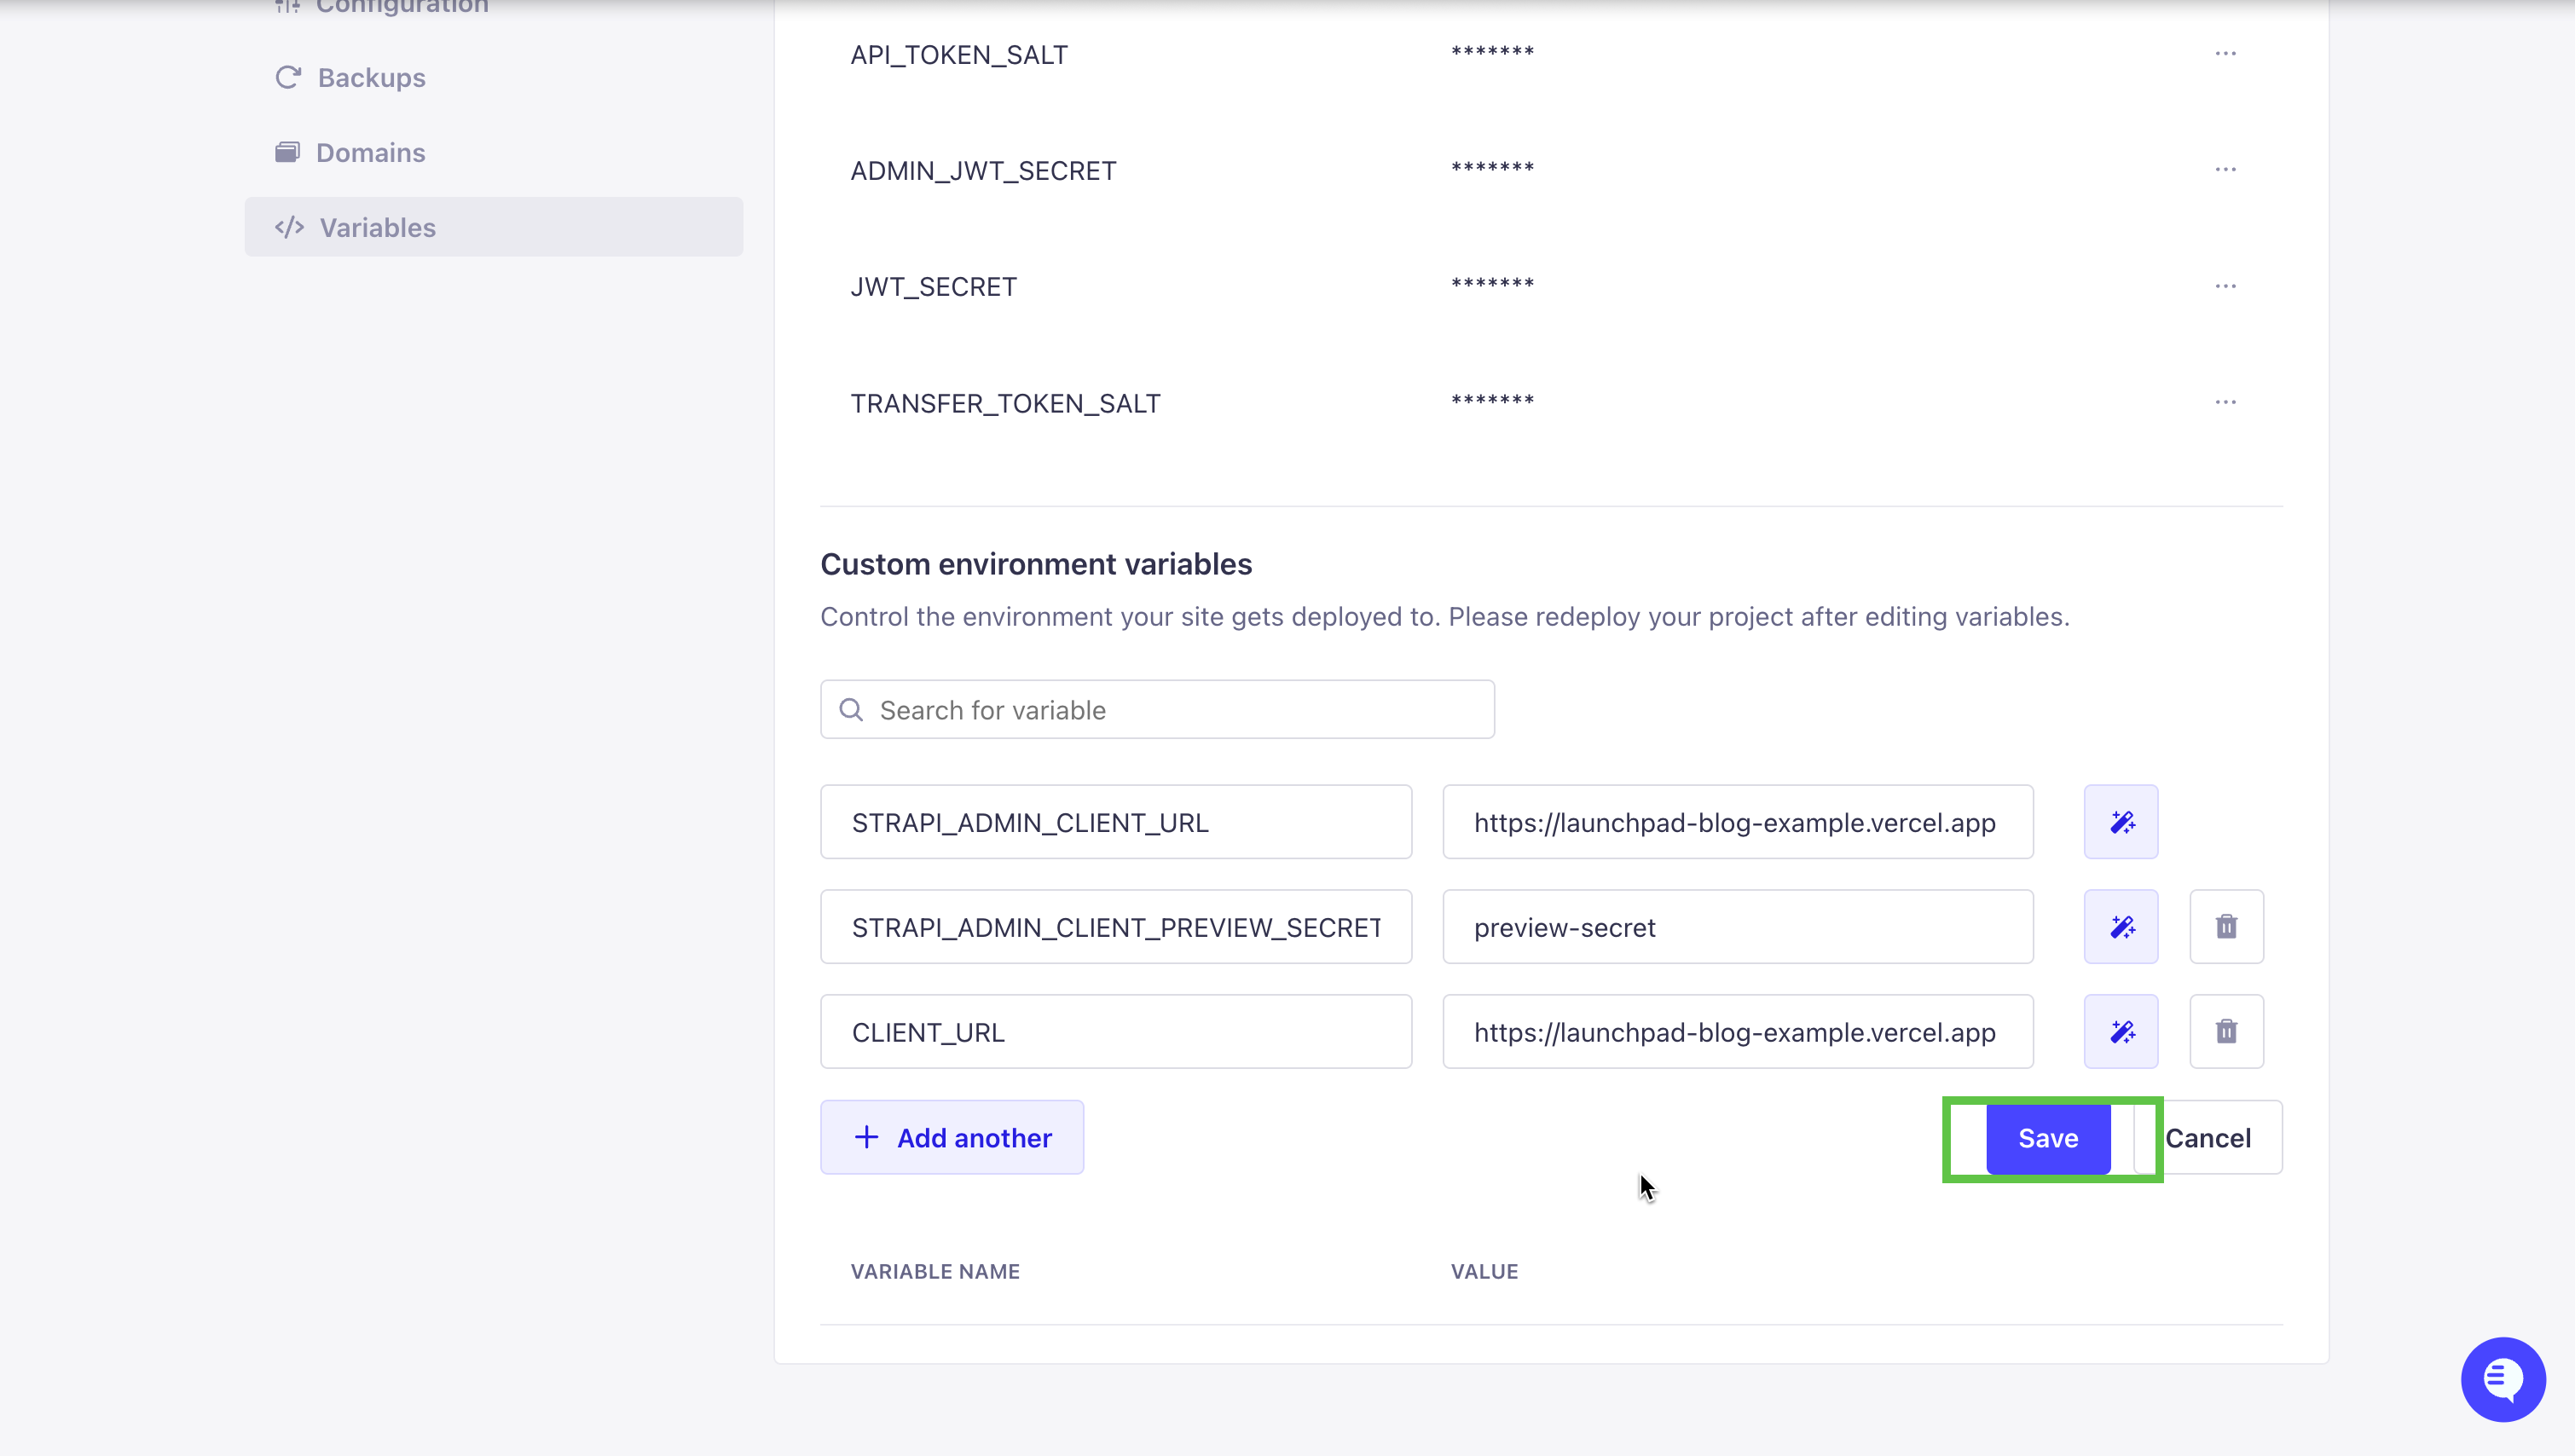 Configuration
Backups
Domains
Variables
API_TOKEN_SALT *******
ADMIN_JWT_SECRET *******
JWT_SECRET *******
TRANSFER_TOKEN_SALT *******
Custom environment variables
Control the environment your site gets deployed to. Please redeploy your project after editing variables.
Search for variable
STRAPI_ADMIN_CLIENT_URL https://launchpad-blog-example.vercel.app
STRAPI_ADMIN_CLIENT_PREVIEW_SECRET preview-secret
CLIENT_URL https://launchpad-blog-example.vercel.app
Add another Save Cancel
VARIABLE NAME VALUE